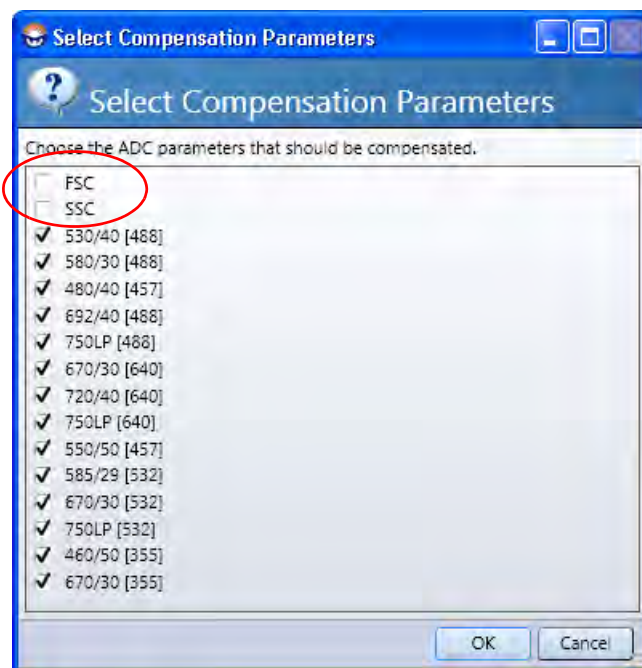 Select Compensation Parameters
Select Compensation Parameters
Choose the ADC parameters that should be compensated.
FSC
SSC
530/40 [488]
580/30 [488]
480/40 [457]
692/40 [488]
750LP [488]
670/30 [640]
720/40 [640]
750LP [640]
550/50 [457]
585/29 [532]
670/30 [532]
750LP [532]
460/50 [355]
670/30 [355]
OK Cancel